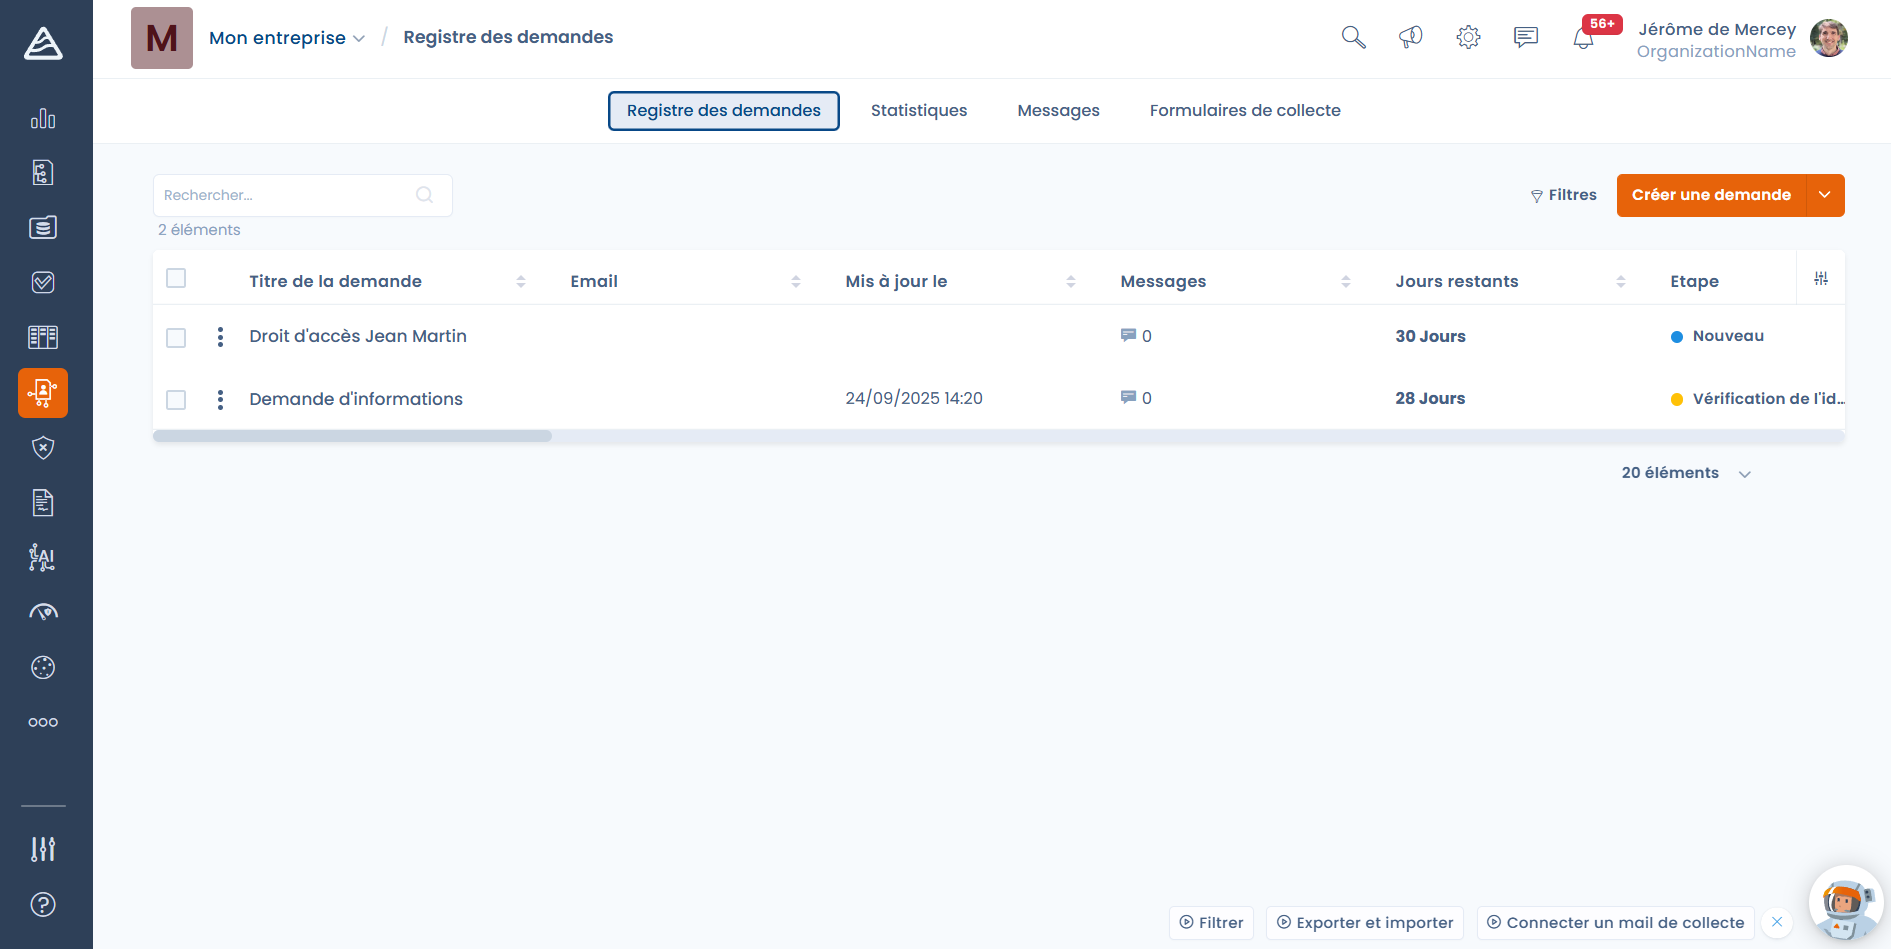 M
Mon entreprise / Registre des demandes
56+
Jérôme de Mercey
OrganizationName
Registre des demandes
Statistiques
Messages
Formulaires de collecte
Rechercher...
Filtres
Créer une demande
2 éléments
Titre de la demande
Email
Mis à jour le
Messages
Jours restants
Etape
Droit d'accès Jean Martin
0
30 Jours
Nouveau
Demande d'informations
24/09/2025 14:20
0
28 Jours
Vérification de l'id...
20 éléments
AI
Filtrer
Exporter et importer
Connecter un mail de collecte